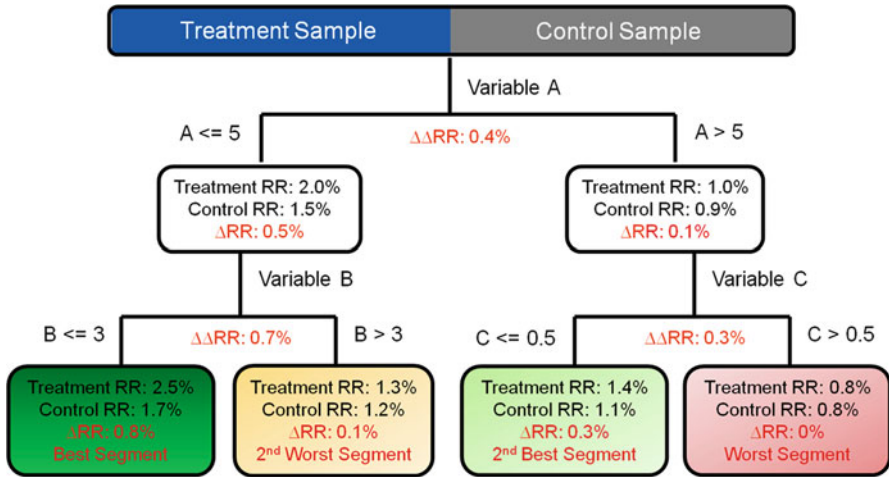 Treatment Sample
Control Sample
Variable A
A <= 5
ΔΔRR: 0.4%
A > 5
Treatment RR: 2.0%
Control RR: 1.5%
ΔRR: 0.5%
Treatment RR: 1.0%
Control RR: 0.9%
ΔRR: 0.1%
Variable B
Variable C
B <= 3
ΔΔRR: 0.7%
B > 3
C <= 0.5
ΔΔRR: 0.3%
C > 0.5
Treatment RR: 2.5%
Control RR: 1.7%
ΔRR: 0.8%
Best Segment
Treatment RR: 1.3%
Control RR: 1.2%
ΔRR: 0.1%
2nd Worst Segment
Treatment RR: 1.4%
Control RR: 1.1%
ΔRR: 0.3%
2nd Best Segment
Treatment RR: 0.8%
Control RR: 0.8%
ΔRR: 0%
Worst Segment